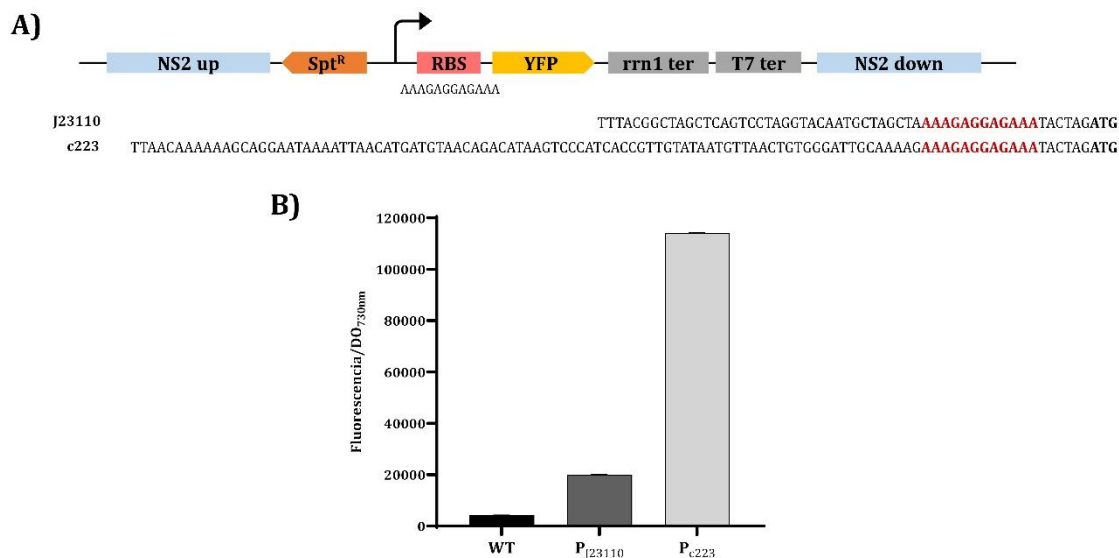 A)
NS2 up Spt^R RBS YFP rrn1 ter T7 ter NS2 down
AAAGAGGAGAAA
J23110 TTTACGGCTAGCTCAGTCCTAGGTACAATGCTAGCTAAAAGAGGAGAAATACTAGATG
c223 TTAACAAAAAAGCAGGAATAAAATTAACATGATGTAACAGACATAAGTCCCATCACCGTTGTATAATGTTAACTGTGGGATTGCAAAAGAAAGAGGAGAAATACTAGATG
B)
120000
100000
80000
60000
40000
20000
0
Fluorescencia/DO730nm
WT PJ23110 Pc223